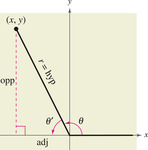 y
(x, y)
r = hyp
opp
θ'
θ
adj